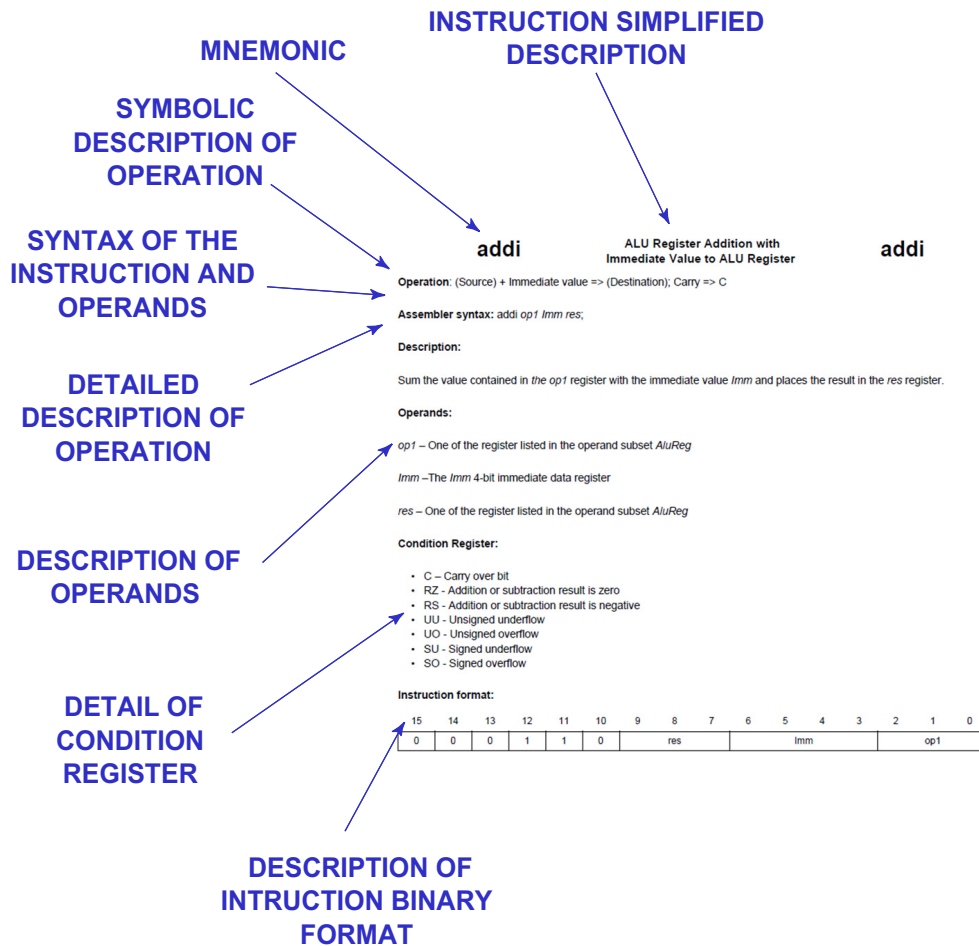 INSTRUCTION SIMPLIFIED
DESCRIPTION
MNEMONIC
SYMBOLIC
DESCRIPTION OF
OPERATION
SYNTAX OF THE
INSTRUCTION AND
OPERANDS
DETAILED
DESCRIPTION OF
OPERATION
DESCRIPTION OF
OPERANDS
DETAIL OF
CONDITION
REGISTER
DESCRIPTION OF
INTRUCTION BINARY
FORMAT
addi
ALU Register Addition with
Immediate Value to ALU Register
addi
Operation: (Source) + Immediate value => (Destination); Carry => C
Assembler syntax: addi op1 Imm res;
Description:
Sum the value contained in the op1 register with the immediate value Imm and places the result in the res register.
Operands:
op1 – One of the register listed in the operand subset AluReg
Imm –The Imm 4-bit immediate data register
res – One of the register listed in the operand subset AluReg
Condition Register:
• C – Carry over bit
• RZ - Addition or subtraction result is zero
• RS - Addition or subtraction result is negative
• UU - Unsigned underflow
• UO - Unsigned overflow
• SU - Signed underflow
• SO - Signed overflow
Instruction format:
15 14 13 12 11 10 9 8 7 6 5 4 3 2 1 0
0 0 0 1 1 0 res Imm op1